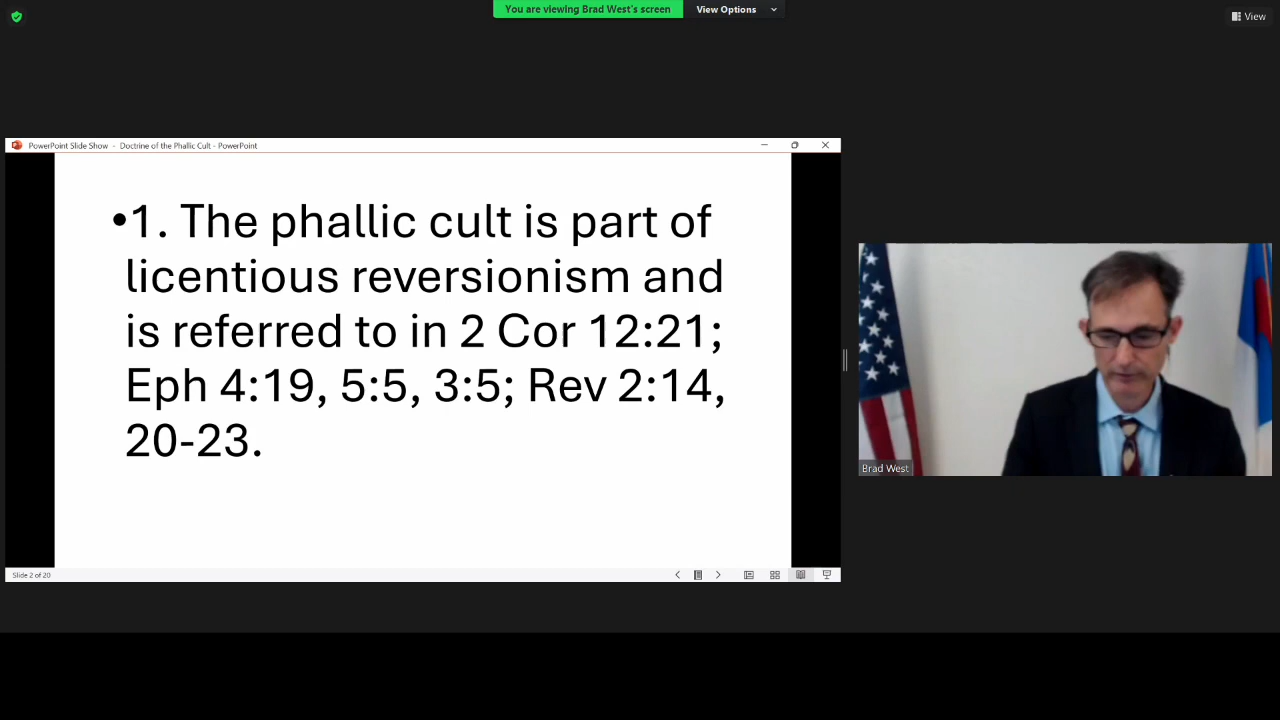 You are viewing Brad West's screen
View Options
View
PowerPoint Slide Show - Doctrine of the Phallic Cult - PowerPoint
•1. The phallic cult is part of
licentious reversionism and
is referred to in 2 Cor 12:21;
Eph 4:19, 5:5, 3:5; Rev 2:14,
20-23.
Brad West
Slide 2 of 20